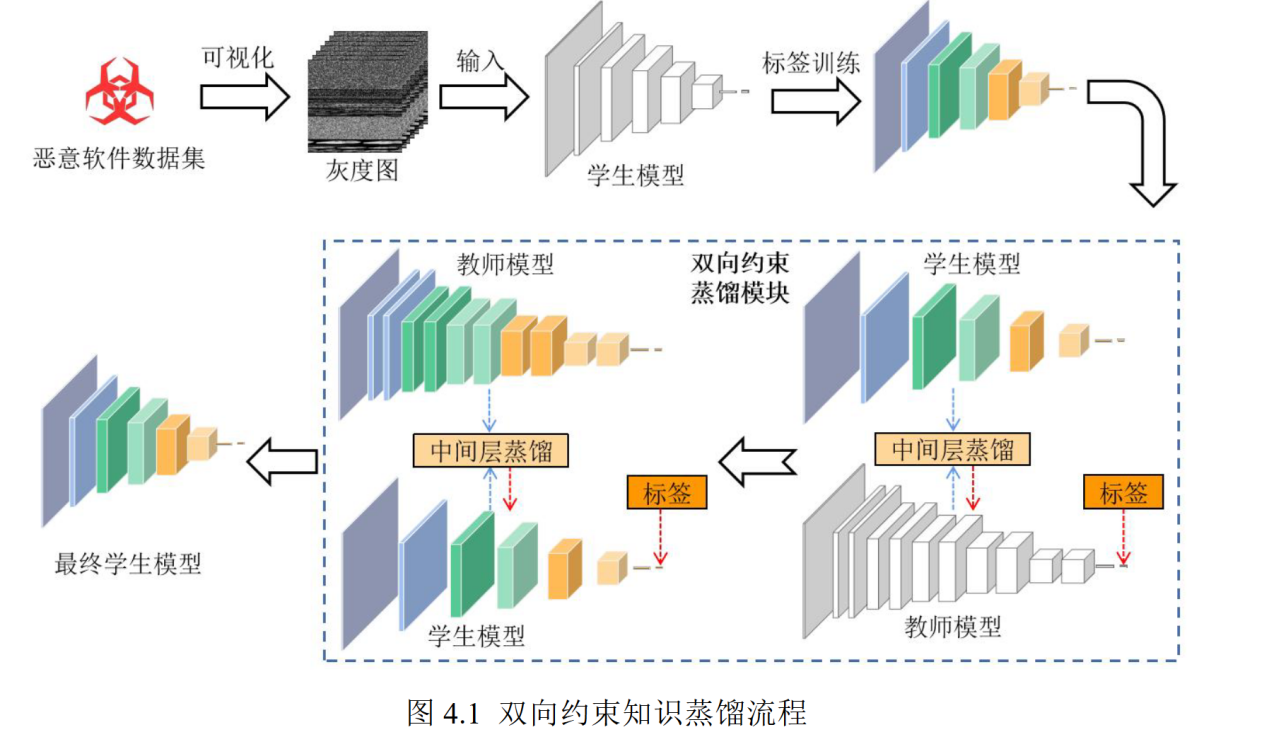 可视化
输入
标签训练
恶意软件数据集
灰度图
学生模型
教师模型
双向约束
蒸馏模块
学生模型
中间层蒸馏
标签
中间层蒸馏
标签
最终学生模型
学生模型
教师模型
图 4.1 双向约束知识蒸馏流程